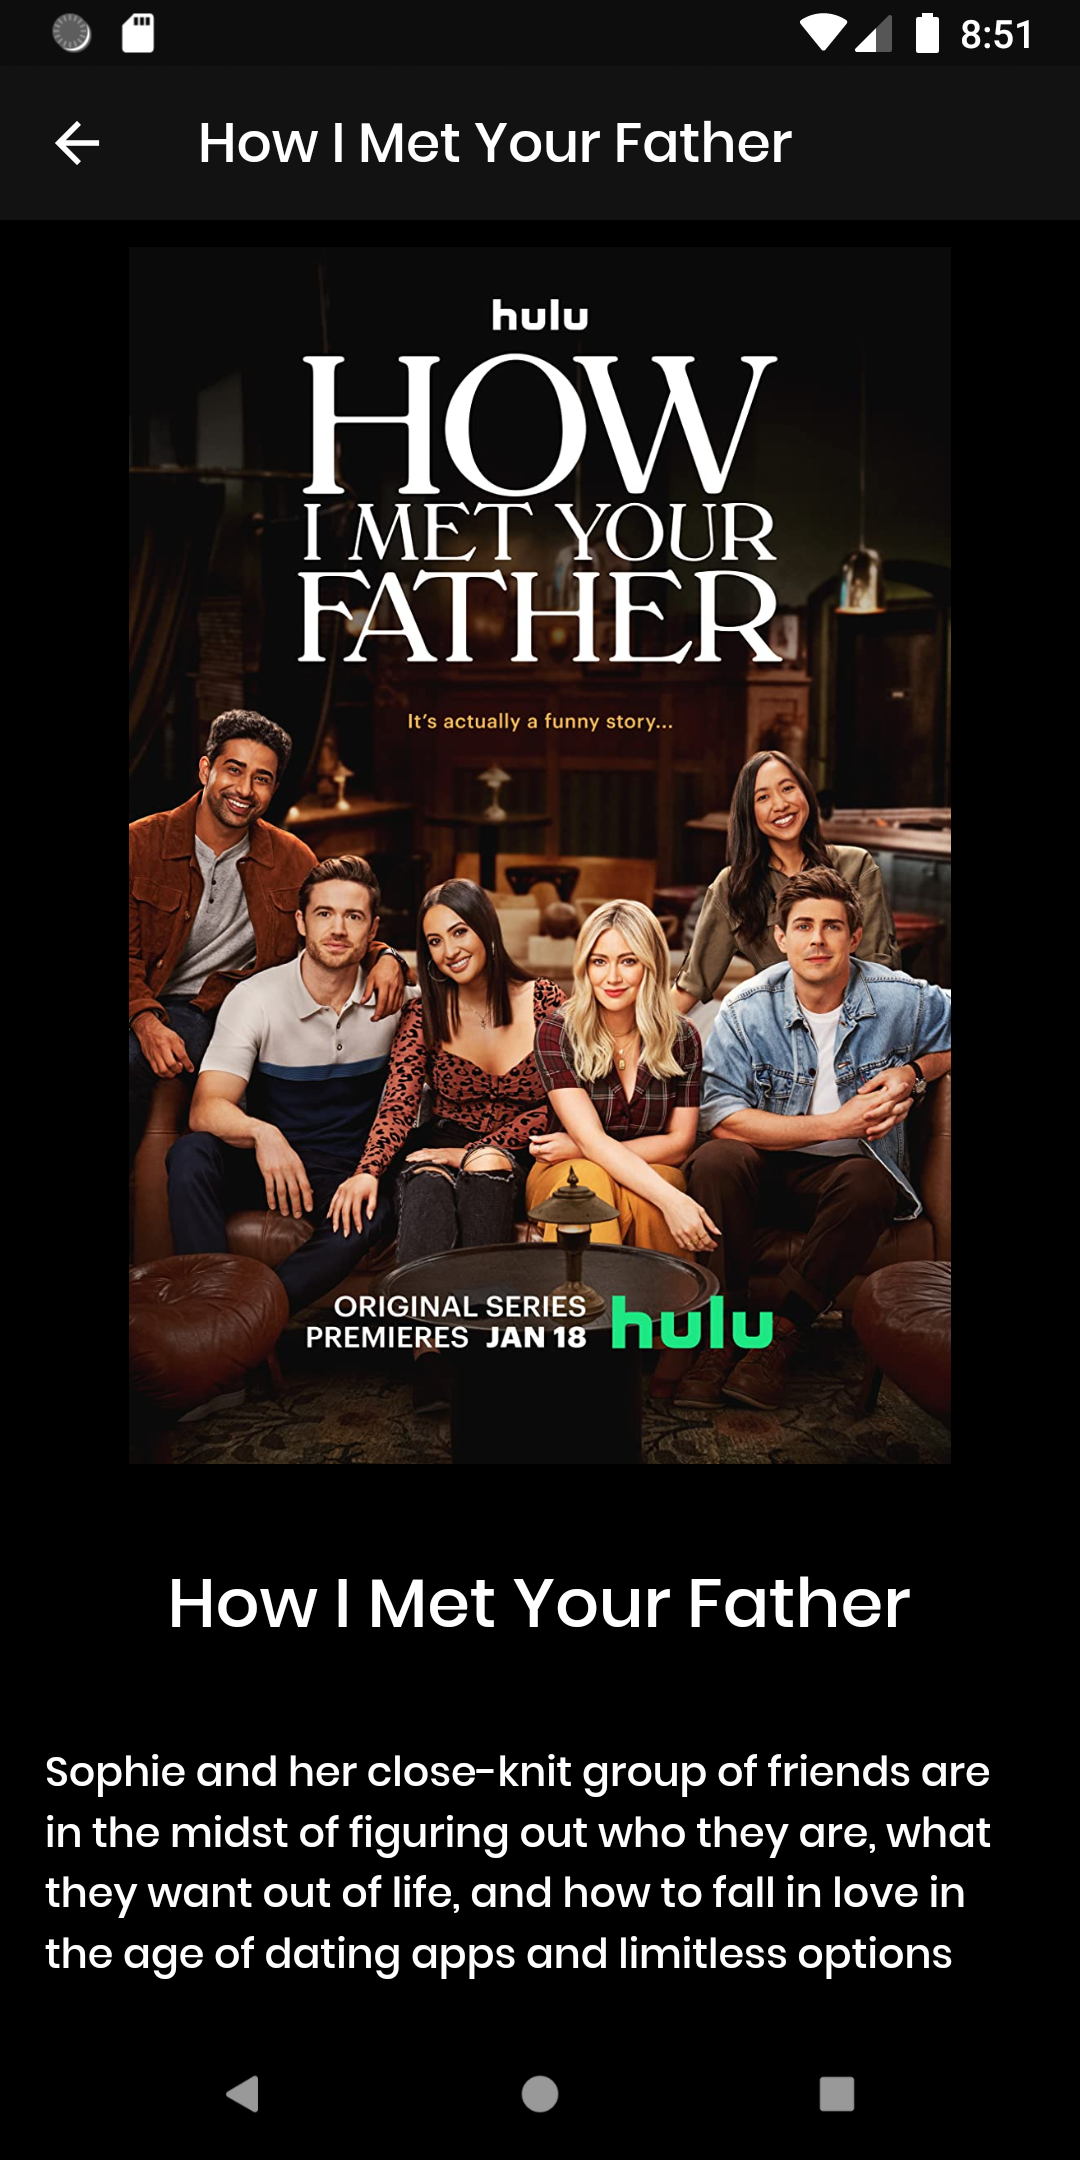 8:51
How I Met Your Father
hulu
HOW
I MET YOUR
FATHER
It's actually a funny story...
ORIGINAL SERIES
PREMIERES JAN 18
hulu
How I Met Your Father
Sophie and her close-knit group of friends are
in the midst of figuring out who they are, what
they want out of life, and how to fall in love in
the age of dating apps and limitless options